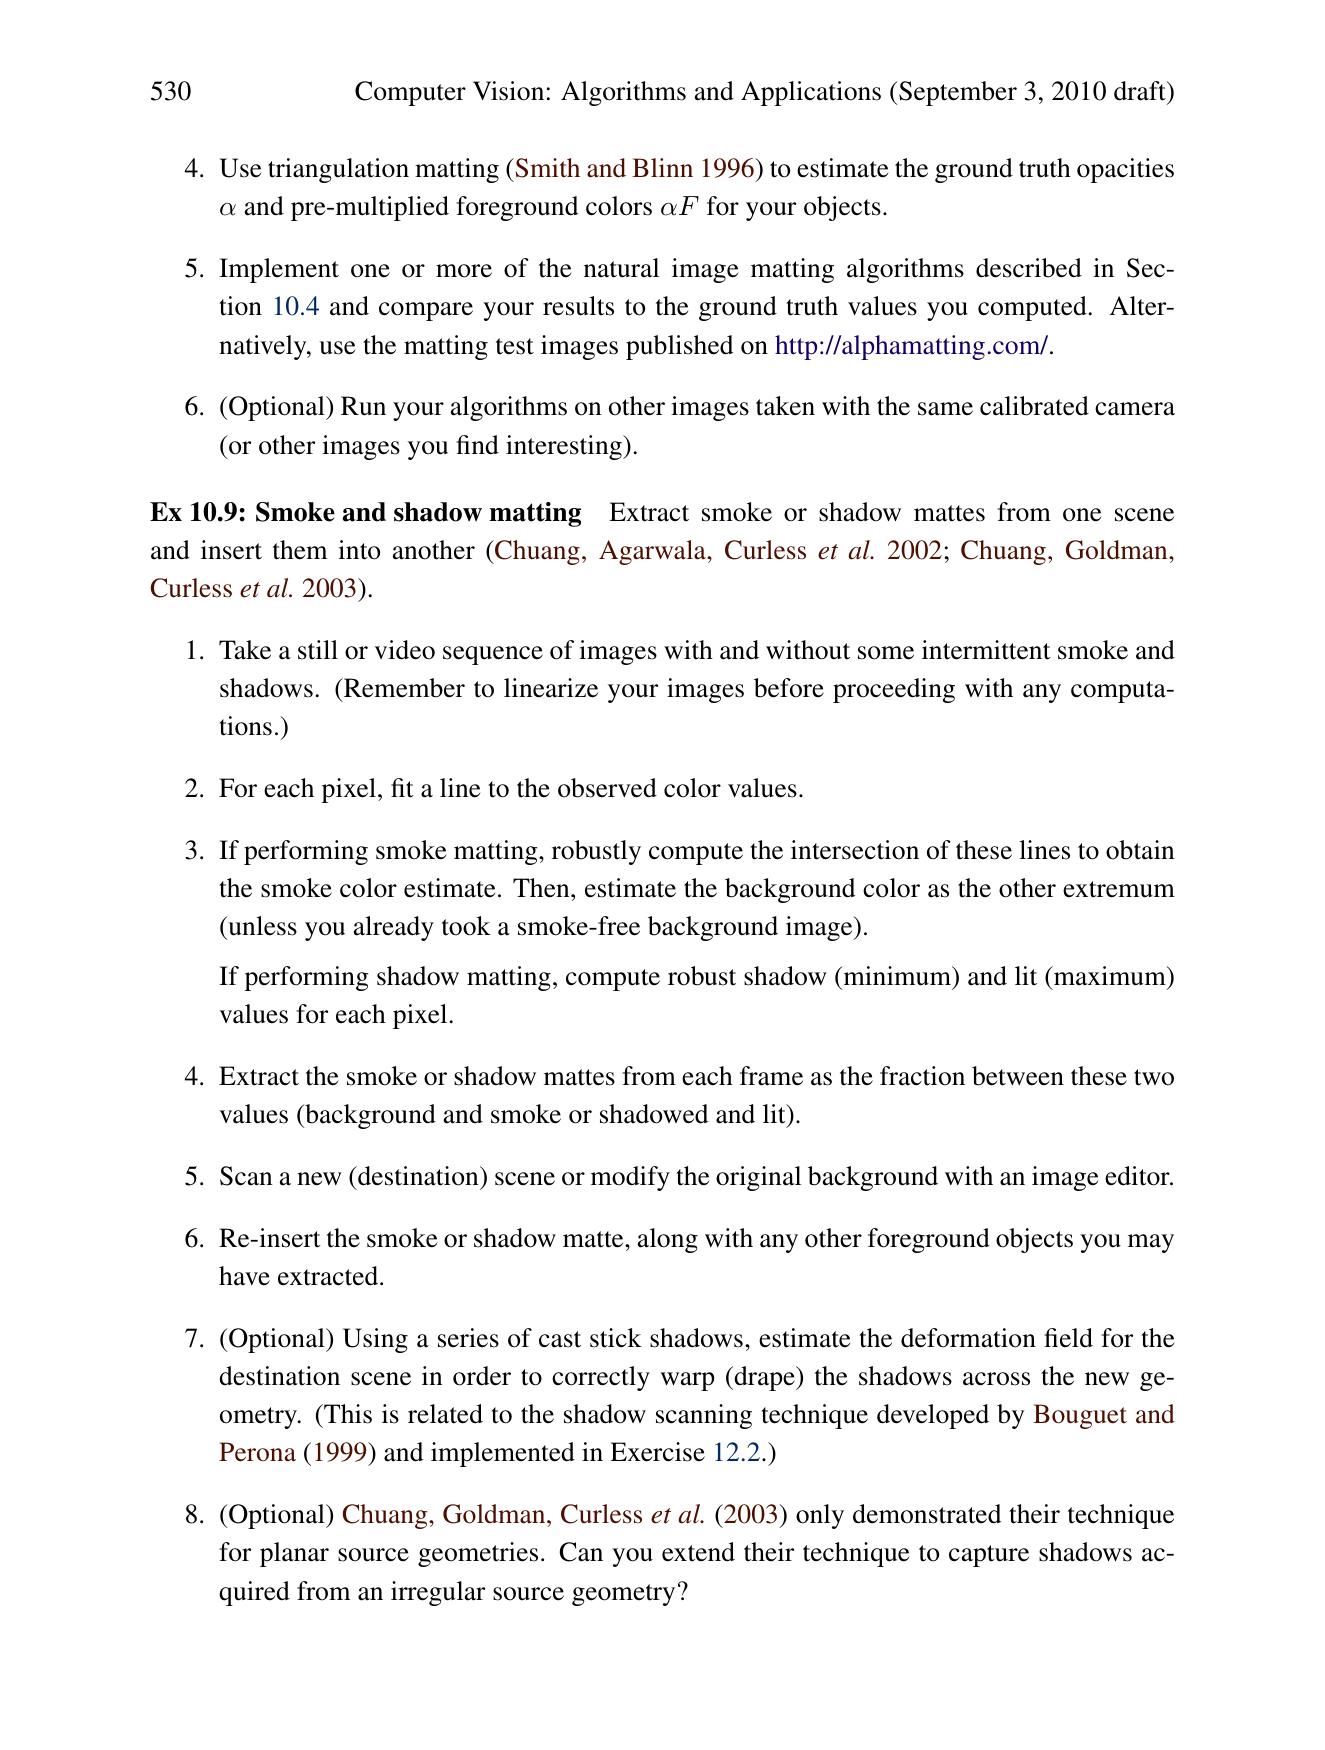 530 Computer Vision: Algorithms and Applications (September 3, 2010 draft)
4. Use triangulation matting (Smith and Blinn 1996) to estimate the ground truth opacities
α and pre-multiplied foreground colors αF for your objects.
5. Implement one or more of the natural image matting algorithms described in Sec-
tion 10.4 and compare your results to the ground truth values you computed. Alter-
natively, use the matting test images published on http://alphamatting.com/.
6. (Optional) Run your algorithms on other images taken with the same calibrated camera
(or other images you find interesting).
Ex 10.9: Smoke and shadow matting Extract smoke or shadow mattes from one scene
and insert them into another (Chuang, Agarwala, Curless et al. 2002; Chuang, Goldman,
Curless et al. 2003).
1. Take a still or video sequence of images with and without some intermittent smoke and
shadows. (Remember to linearize your images before proceeding with any computa-
tions.)
2. For each pixel, fit a line to the observed color values.
3. If performing smoke matting, robustly compute the intersection of these lines to obtain
the smoke color estimate. Then, estimate the background color as the other extremum
(unless you already took a smoke-free background image).
If performing shadow matting, compute robust shadow (minimum) and lit (maximum)
values for each pixel.
4. Extract the smoke or shadow mattes from each frame as the fraction between these two
values (background and smoke or shadowed and lit).
5. Scan a new (destination) scene or modify the original background with an image editor.
6. Re-insert the smoke or shadow matte, along with any other foreground objects you may
have extracted.
7. (Optional) Using a series of cast stick shadows, estimate the deformation field for the
destination scene in order to correctly warp (drape) the shadows across the new ge-
ometry. (This is related to the shadow scanning technique developed by Bouguet and
Perona (1999) and implemented in Exercise 12.2.)
8. (Optional) Chuang, Goldman, Curless et al. (2003) only demonstrated their technique
for planar source geometries. Can you extend their technique to capture shadows ac-
quired from an irregular source geometry?